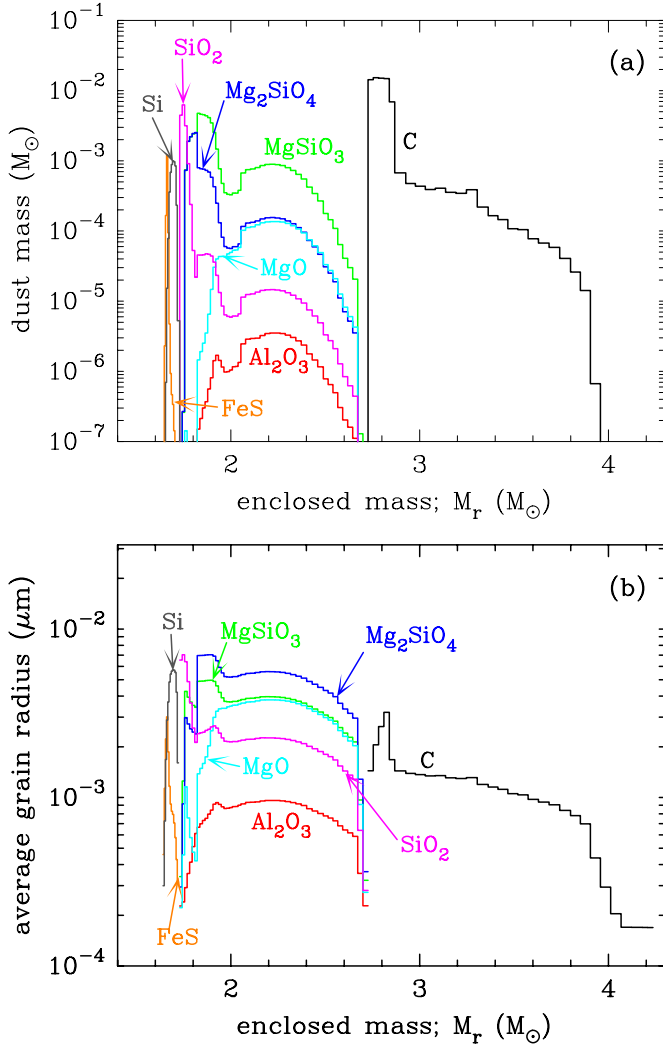 10⁻¹
SiO₂
(a)
Mg₂SiO₄
10⁻²
Si
C
MgSiO₃
10⁻³
dust mass (M☉)
10⁻⁴
MgO
10⁻⁵
Al₂O₃
10⁻⁶
FeS
10⁻⁷
2 3 4
enclosed mass; Mᵣ (M☉)
(b)
10⁻²
Si
MgSiO₃
Mg₂SiO₄
average grain radius (μm)
MgO
C
10⁻³
Al₂O₃
SiO₂
FeS
10⁻⁴
2 3 4
enclosed mass; Mᵣ (M☉)